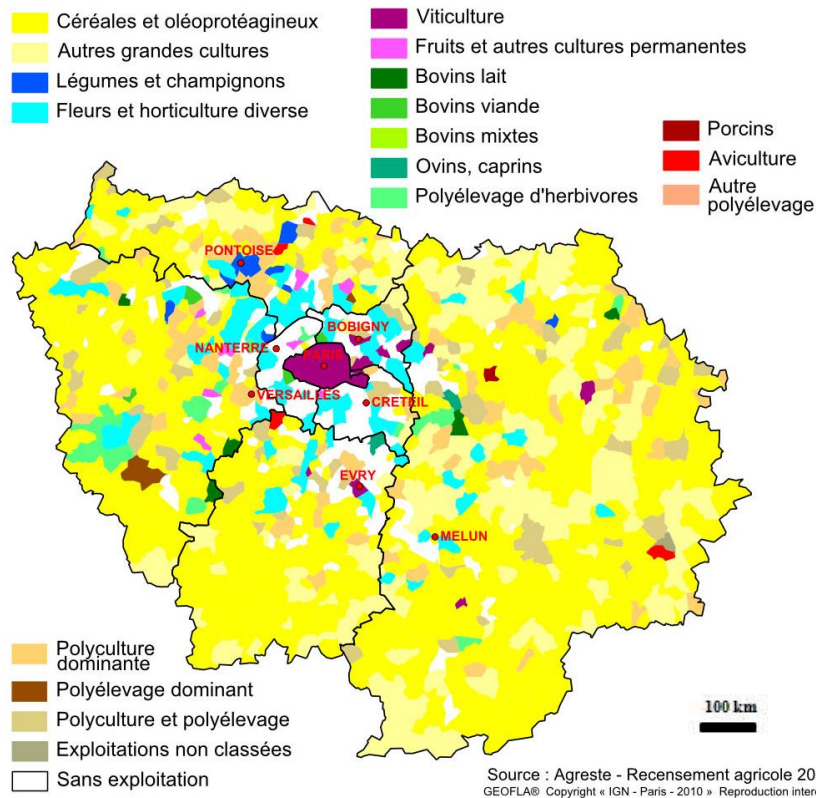 Céréales et oléoprotéagineux
Autres grandes cultures
Légumes et champignons
Fleurs et horticulture diverse
Viticulture
Fruits et autres cultures permanentes
Bovins lait
Bovins viande
Bovins mixtes
Ovins, caprins
Polyélevage d'herbivores
Porcins
Aviculture
Autre
polyélevage
PONTOISE
BOBIGNY
NANTERRE
PARIS
VERSAILLES
CRETEIL
EVRY
MELUN
Polyculture
dominante
Polyélevage dominant
Polyculture et polyélevage
Exploitations non classées
Sans exploitation
100 km
Source : Agreste - Recensement agricole 20
GEOFLA® Copyright « IGN - Paris - 2010 » Reproduction inter